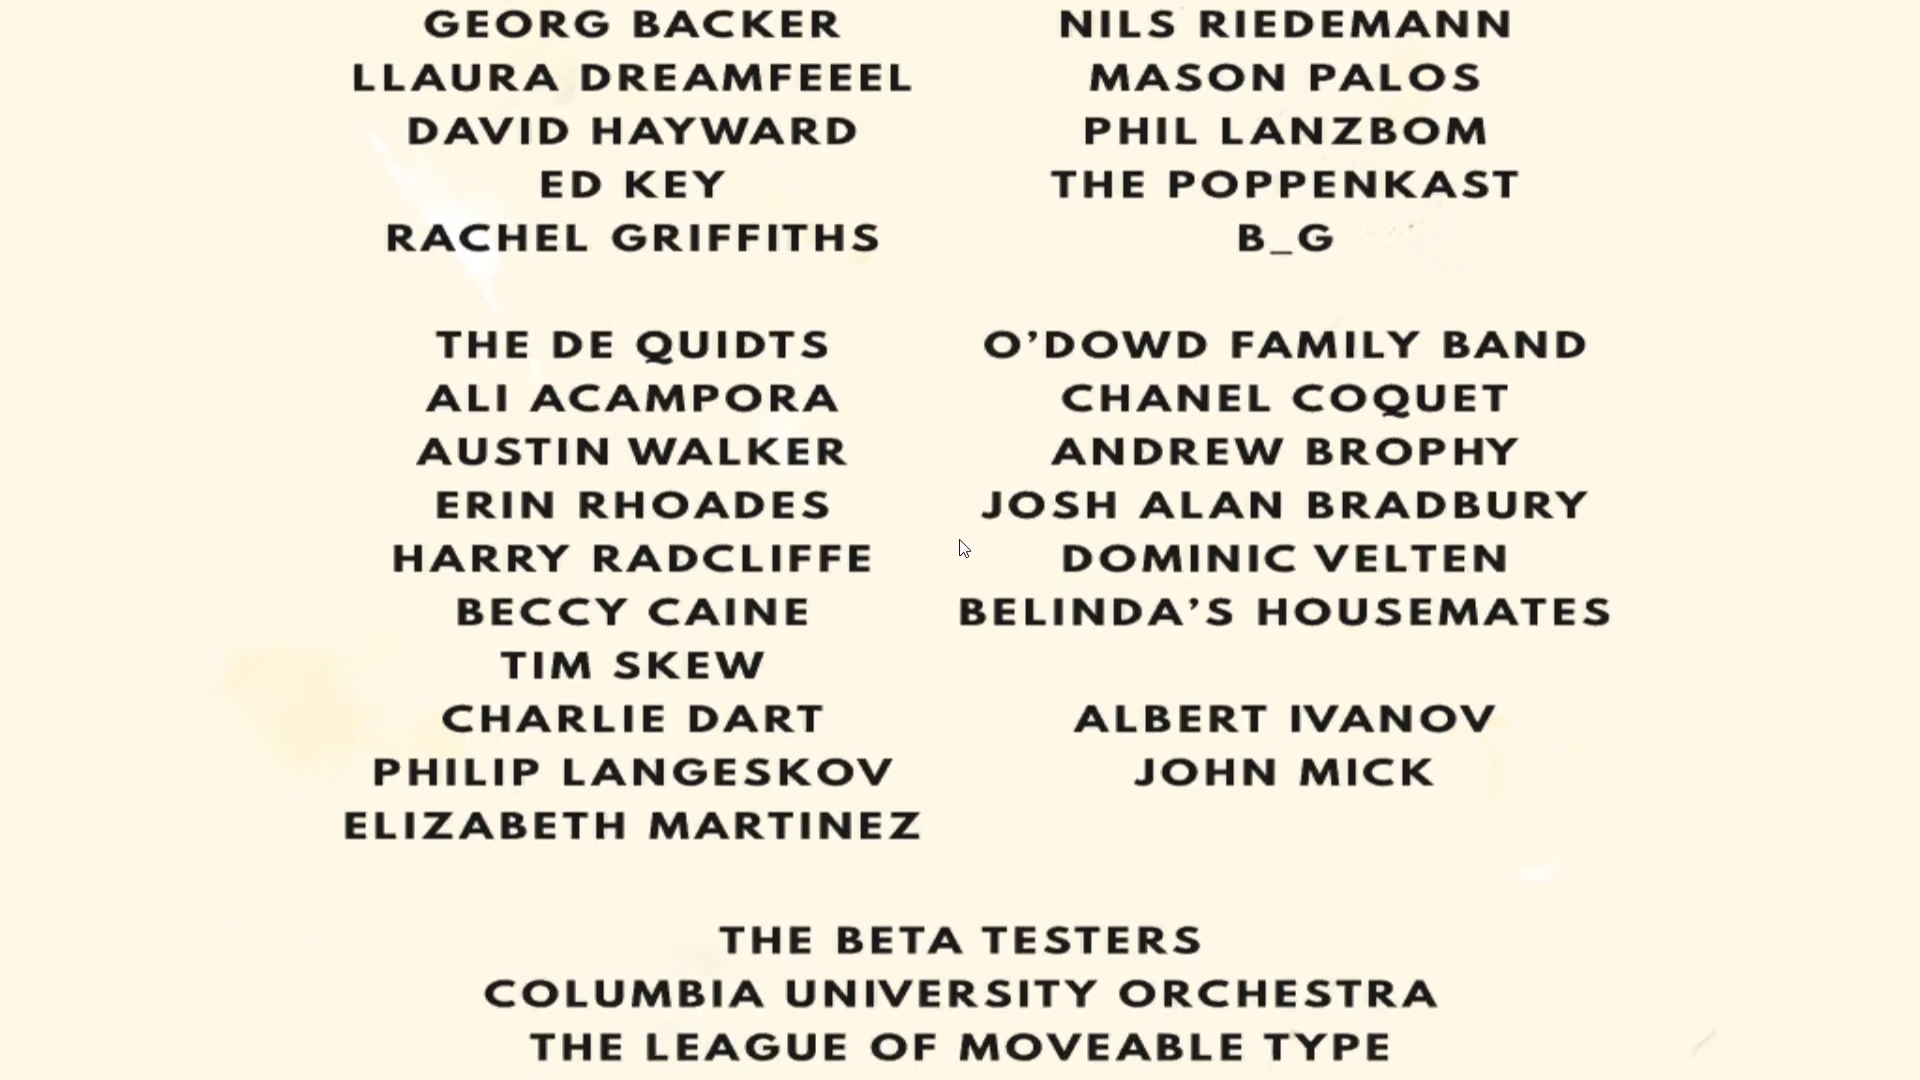 GEORG BACKER
LLAURA DREAMFEEEL
DAVID HAYWARD
ED KEY
RACHEL GRIFFITHS
NILS RIEDEMANN
MASON PALOS
PHIL LANZBOM
THE POPPENKAST
B_G
THE DE QUIDTS
ALI ACAMPORA
AUSTIN WALKER
ERIN RHOADES
HARRY RADCLIFFE
BECCY CAINE
TIM SKEW
CHARLIE DART
PHILIP LANGESKOV
ELIZABETH MARTINEZ
O’DOWD FAMILY BAND
CHANEL COQUET
ANDREW BROPHY
JOSH ALAN BRADBURY
DOMINIC VELTEN
BELINDA’S HOUSEMATES
ALBERT IVANOV
JOHN MICK
THE BETA TESTERS
COLUMBIA UNIVERSITY ORCHESTRA
THE LEAGUE OF MOVEABLE TYPE